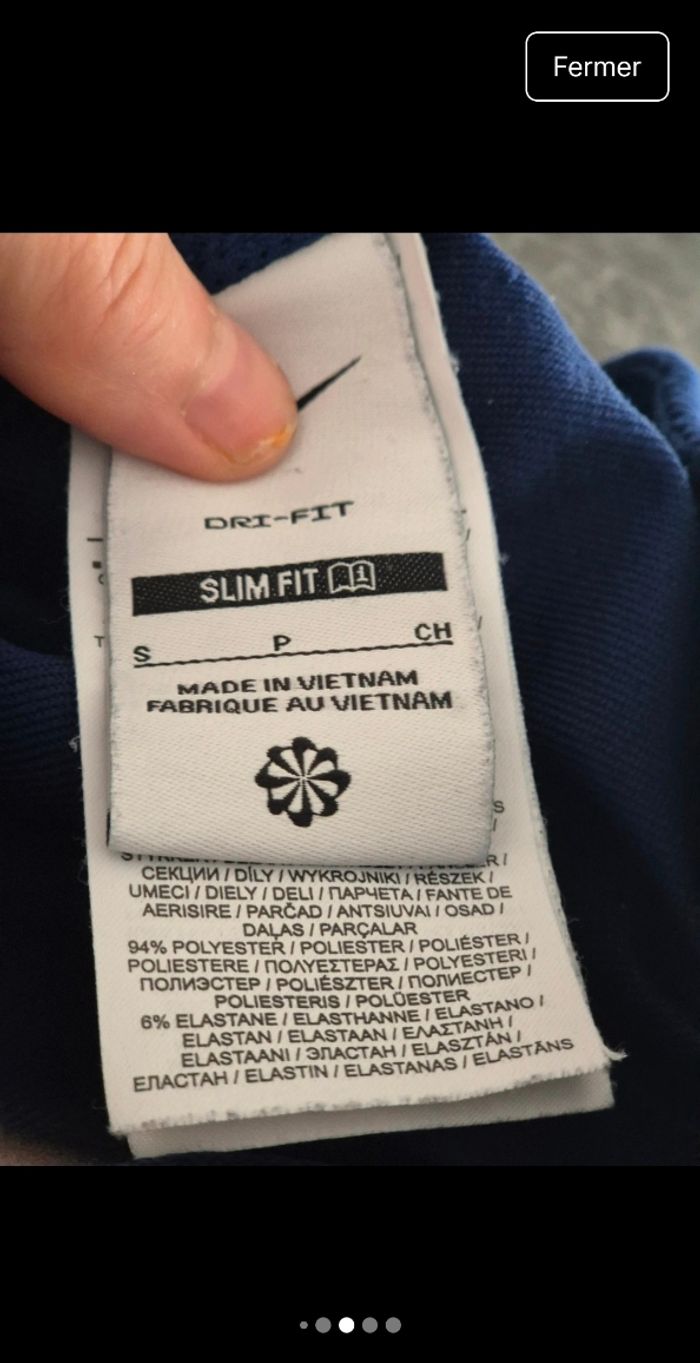 Fermer
DRI-FIT
SLIM FIT 1
S P CH
MADE IN VIETNAM
FABRIQUE AU VIETNAM
СЕКЦИИ / DÍLY / WYKROJNIKI / RÉSZEK /
UMECI / DIELY / DELI / ПАРЧЕТА / FANTE DE
AERISIRE / PARČAD / ANTSIUVAI / OSAD /
DAĻAS / PARÇALAR
94% POLYESTER / POLIESTER / POLIÉSTER /
POLIESTERE / ΠΟΛΥΕΣΤΕΡΑΣ / POLYESTERI /
ПОЛИЭСТЕР / POLIÉSZTER / ПОЛИЕСТЕР /
POLIESTERIS / POLÜESTER
6% ELASTANE / ELASTHANNE / ELASTANO /
ELASTAN / ELASTAAN / ΕΛΑΣΤΑΝΗ /
ELASTAANI / ЭЛАСТАН / ELASZTÁN /
ЕЛАСТАН / ELASTIN / ELASTANAS / ELASTĀNS